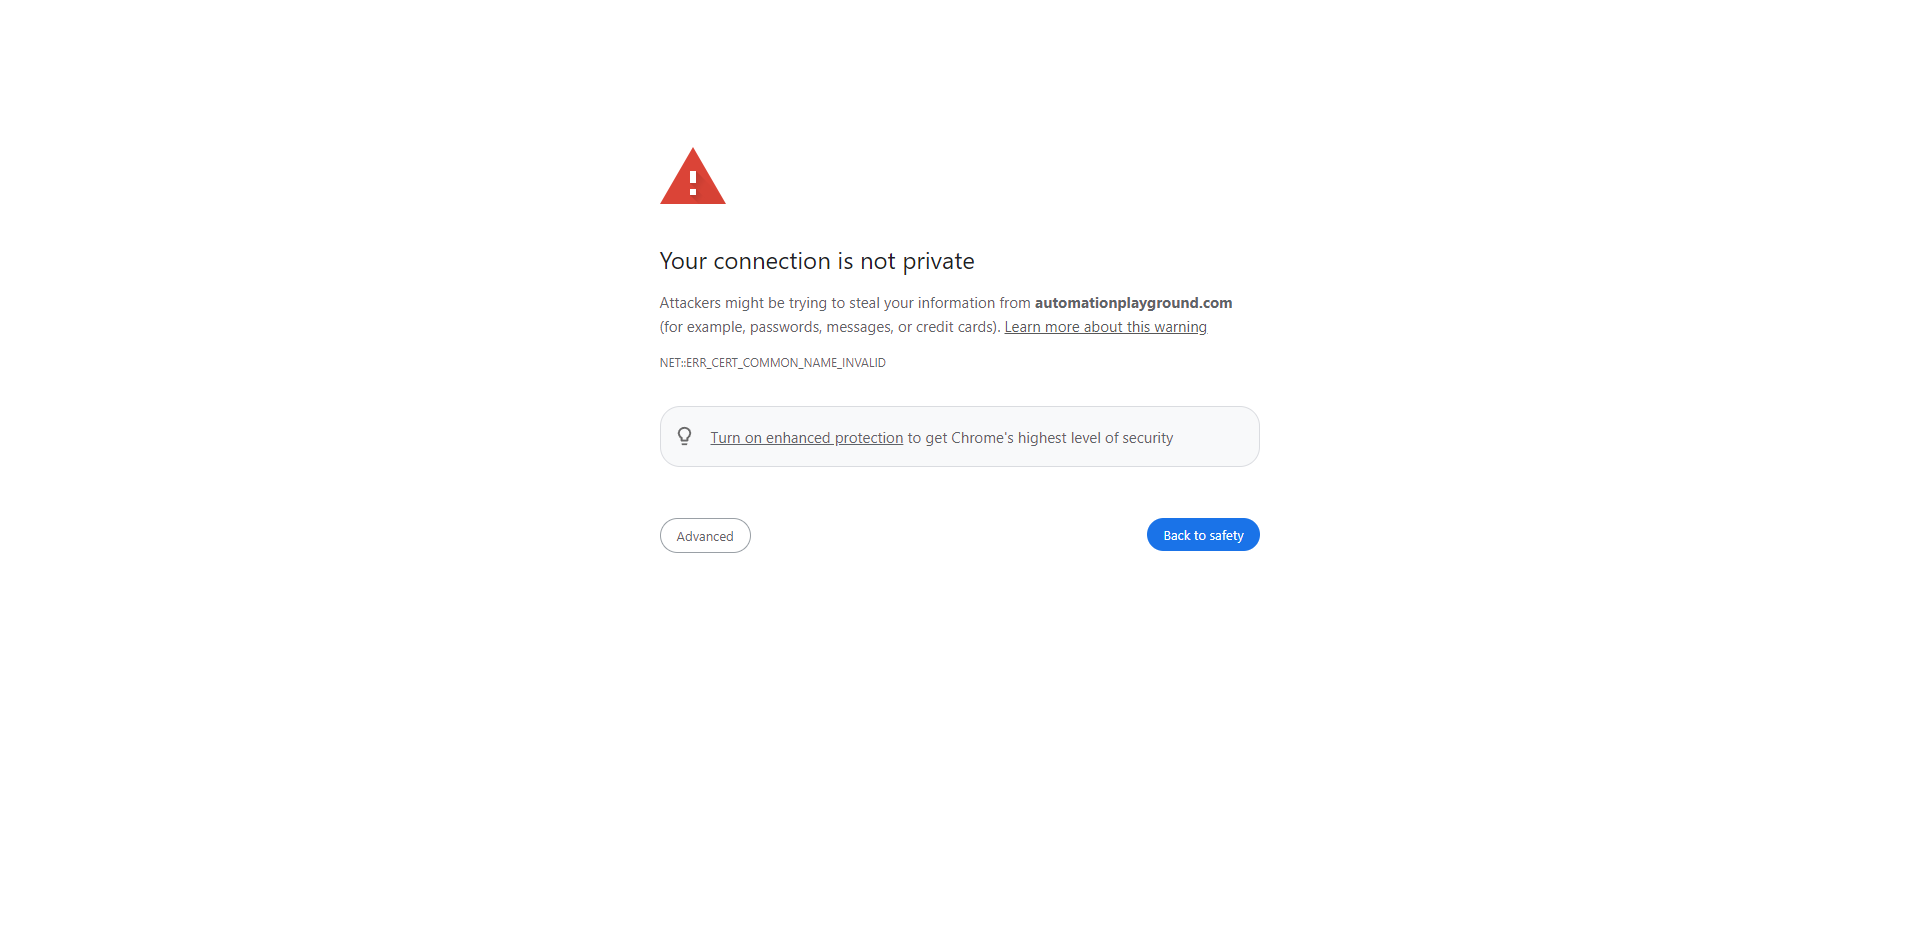 Your connection is not private
Attackers might be trying to steal your information from automationplayground.com
(for example, passwords, messages, or credit cards). Learn more about this warning
NET::ERR_CERT_COMMON_NAME_INVALID
Turn on enhanced protection to get Chrome's highest level of security
Advanced
Back to safety